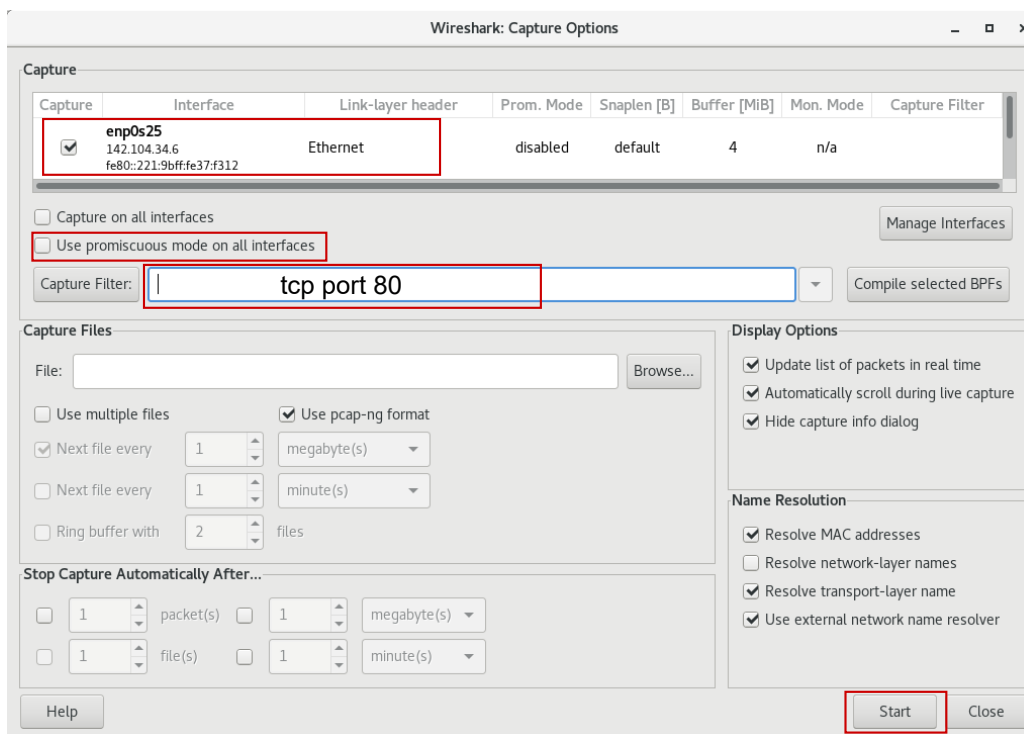 Wireshark: Capture Options
Capture
Capture Interface Link-layer header Prom. Mode Snaplen [B] Buffer [MiB] Mon. Mode Capture Filter
enp0s25
142.104.34.6
fe80::221:9bff:fe37:f312
Ethernet disabled default 4 n/a
Capture on all interfaces
Manage Interfaces
Use promiscuous mode on all interfaces
Capture Filter: tcp port 80 Compile selected BPFs
Capture Files
File: Browse...
Use multiple files Use pcap-ng format
Next file every 1 megabyte(s)
Next file every 1 minute(s)
Ring buffer with 2 files
Stop Capture Automatically After...
1 packet(s) 1 megabyte(s)
1 file(s) 1 minute(s)
Display Options
Update list of packets in real time
Automatically scroll during live capture
Hide capture info dialog
Name Resolution
Resolve MAC addresses
Resolve network-layer names
Resolve transport-layer name
Use external network name resolver
Help Start Close